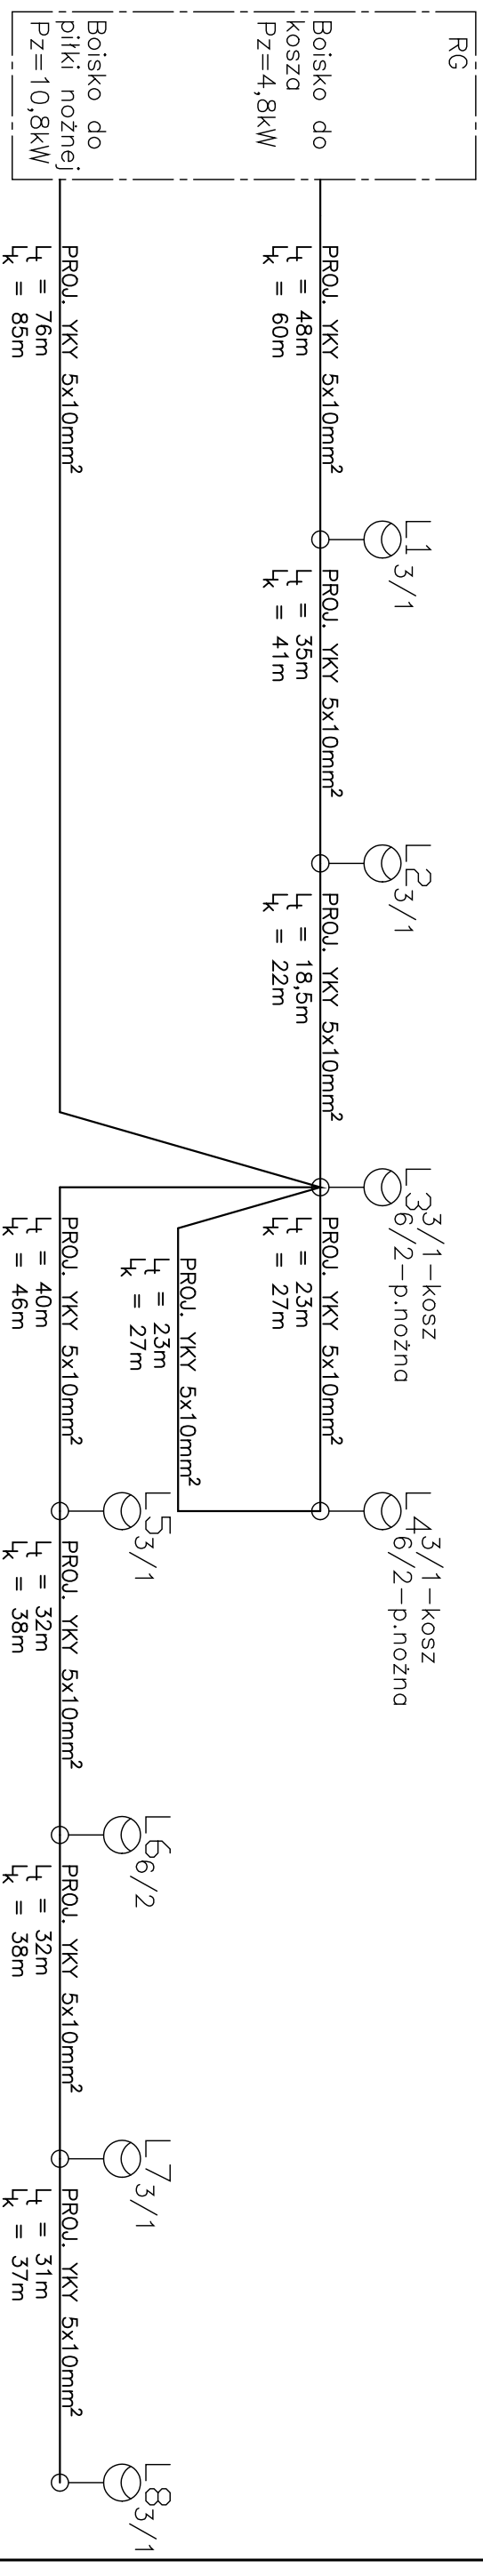 RG
Boisko do
kosza
Pz=4,8kW
Boisko do
piłki nożnej
Pz=10,8kW
PROJ. YKY 5x10mm²
Lt = 48m
Lk = 60m
L1
3/1
PROJ. YKY 5x10mm²
Lt = 35m
Lk = 41m
L2
3/1
PROJ. YKY 5x10mm²
Lt = 18,5m
Lk = 22m
L3
3/1-kosz
6/2-p.nożna
PROJ. YKY 5x10mm²
Lt = 23m
Lk = 27m
L4
3/1-kosz
6/2-p.nożna
PROJ. YKY 5x10mm²
Lt = 23m
Lk = 27m
PROJ. YKY 5x10mm²
Lt = 76m
Lk = 85m
PROJ. YKY 5x10mm²
Lt = 40m
Lk = 46m
L5
3/1
PROJ. YKY 5x10mm²
Lt = 32m
Lk = 38m
L6
6/2
PROJ. YKY 5x10mm²
Lt = 32m
Lk = 38m
L7
3/1
PROJ. YKY 5x10mm²
Lt = 31m
Lk = 37m
L8
3/1